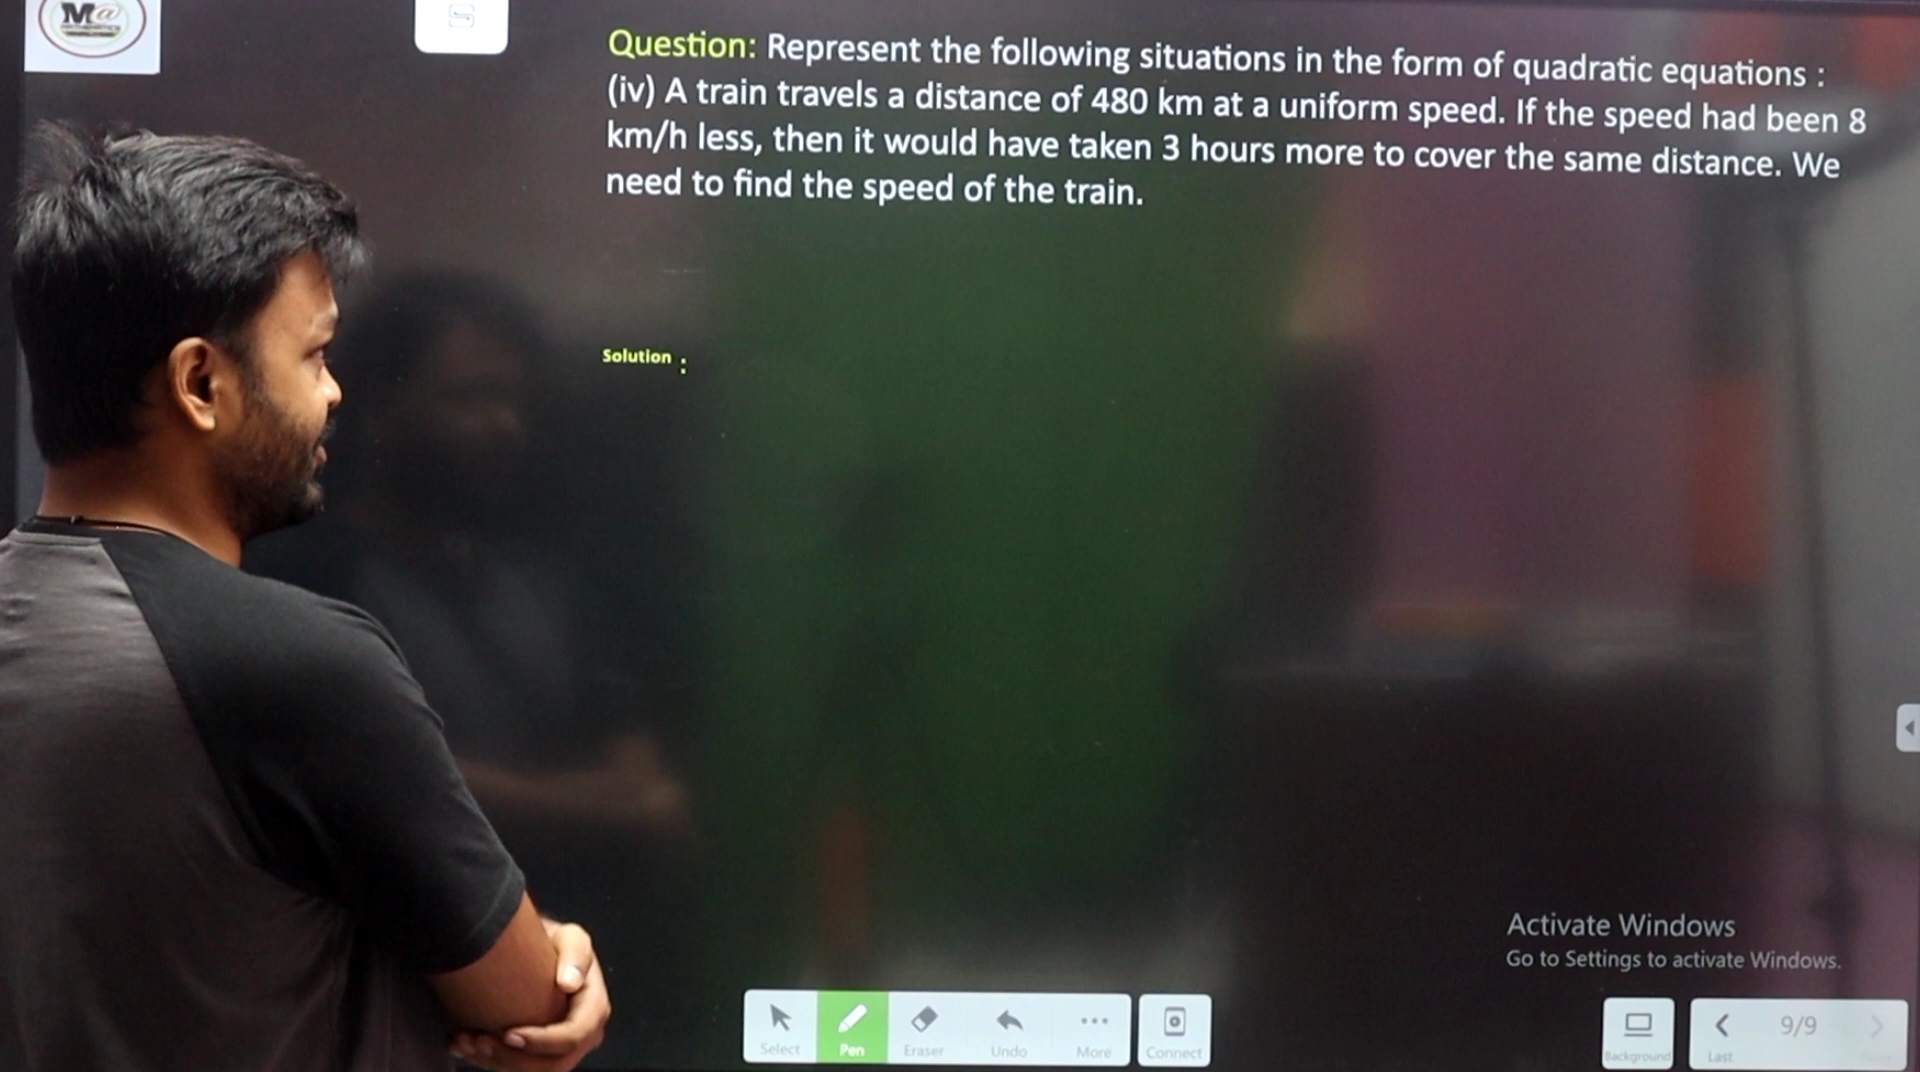 M@
Question: Represent the following situations in the form of quadratic equations :
(iv) A train travels a distance of 480 km at a uniform speed. If the speed had been 8
km/h less, then it would have taken 3 hours more to cover the same distance. We
need to find the speed of the train.
Solution :
Activate Windows
Go to Settings to activate Windows.
Select Pen Eraser Undo More Connect
Background Last 9/9